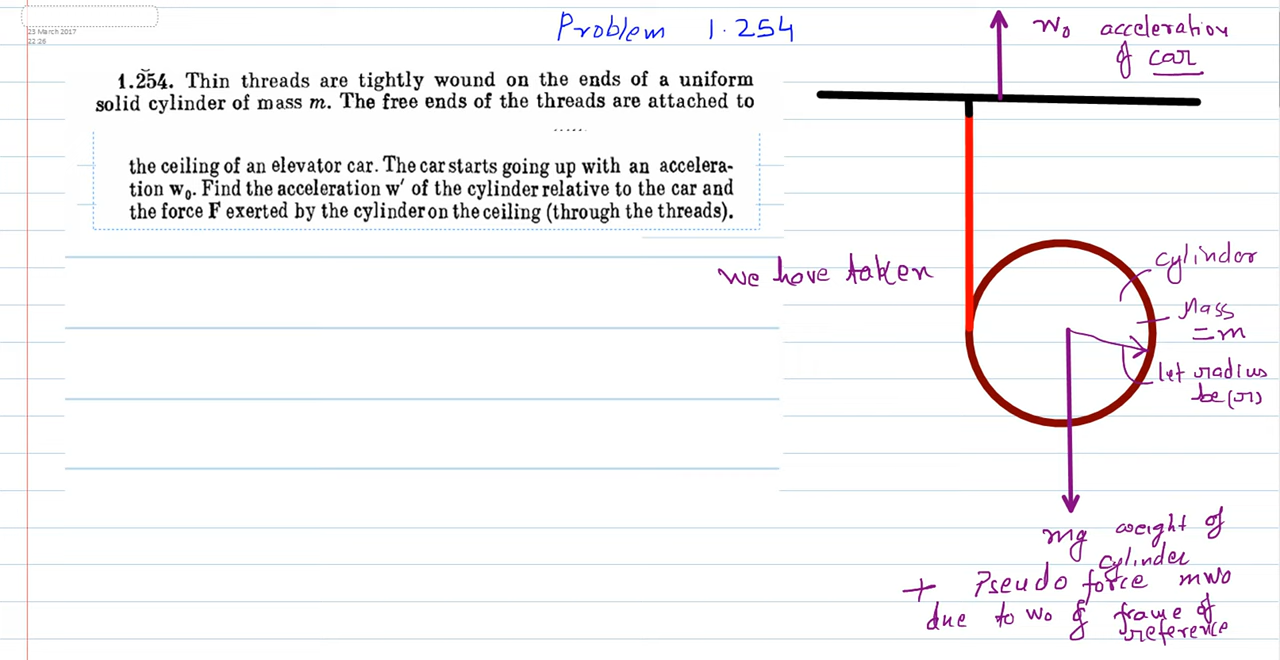 23 March 2017
22:26
Problem 1.254
1.254. Thin threads are tightly wound on the ends of a uniform
solid cylinder of mass m. The free ends of the threads are attached to
the ceiling of an elevator car. The car starts going up with an accelera-
tion w₀. Find the acceleration w' of the cylinder relative to the car and
the force F exerted by the cylinder on the ceiling (through the threads).
w₀ acceleration
of car
we have taken
cylinder
Mass
= m
let radius
be (r)
mg weight of
cylinder
+ Pseudo force mw₀
due to w₀ of frame of
reference